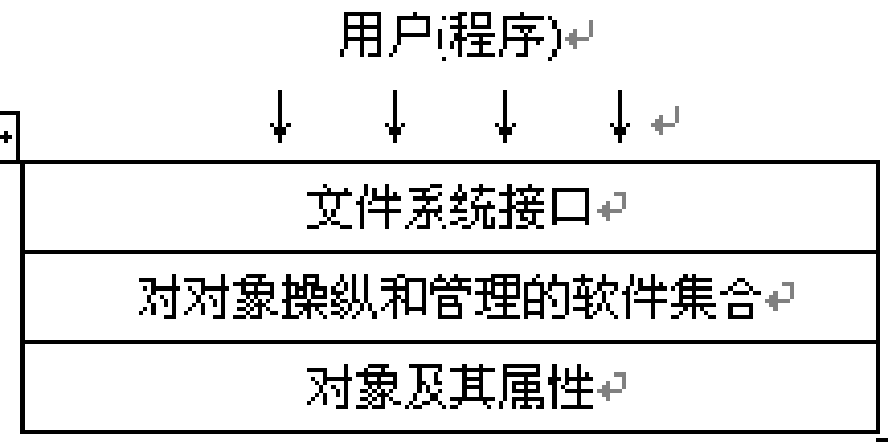 用户(程序)
文件系统接口
对对象操纵和管理的软件集合
对象及其属性